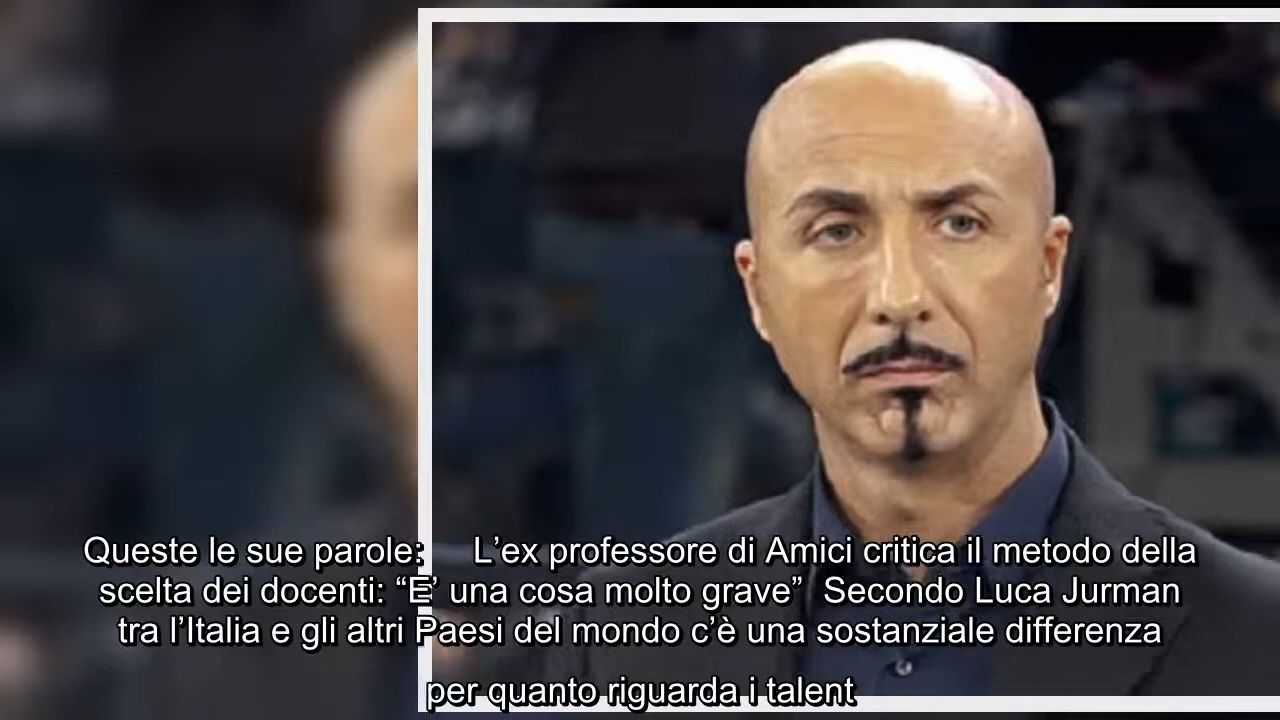 Queste le sue parole: L’ex professore di Amici critica il metodo della
scelta dei docenti: “E’ una cosa molto grave” Secondo Luca Jurman
tra l’Italia e gli altri Paesi del mondo c’è una sostanziale differenza
per quanto riguarda i talent